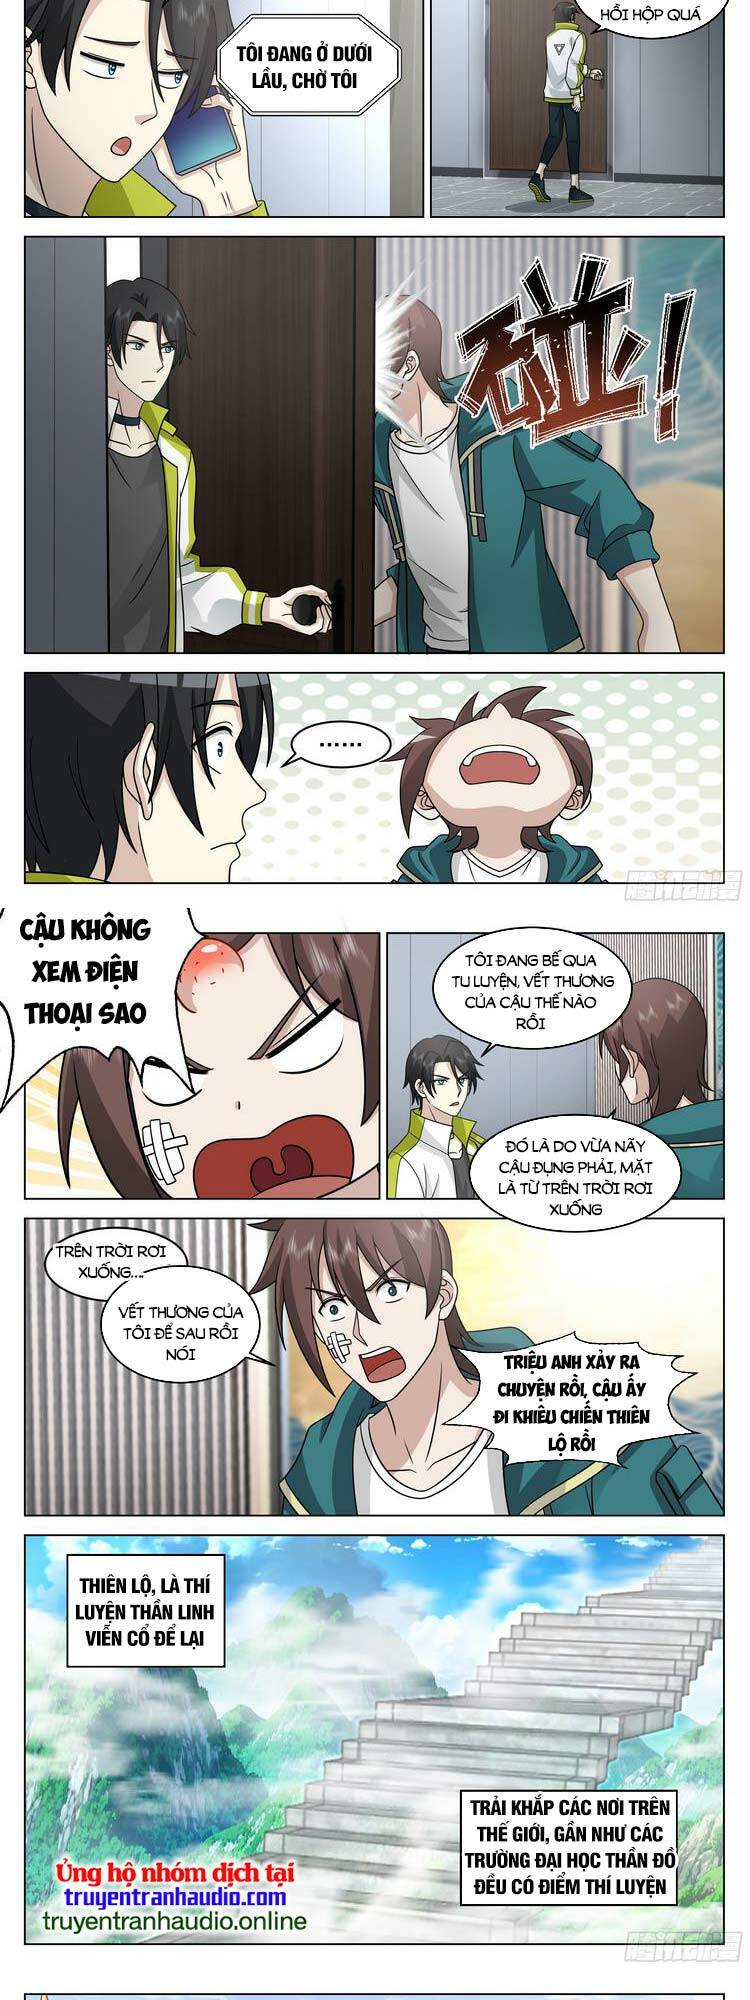 TÔI ĐANG Ở DƯỚI
LẦU, CHỜ TÔI
HỒI HỘP QUÁ
碰!
......
CẬU KHÔNG
XEM ĐIỆN
THOẠI SAO
TÔI ĐANG BẾ QUA
TU LUYỆN, VẾT THƯƠNG
CỦA CẬU THẾ NÀO
RỒI
ĐÓ LÀ DO VỪA NÃY
CẬU ĐỤNG PHẢI, MẶT
LÀ TỪ TRÊN TRỜI RƠI
XUỐNG
TRÊN TRỜI RƠI
XUỐNG....
VẾT THƯƠNG CỦA
TÔI ĐỂ SAU RỒI
NÓI
TRIỆU ANH XẢY RA
CHUYỆN RỒI, CẬU ẤY
ĐI KHIÊU CHIẾN THIÊN
LỘ RỒI
THIÊN LỘ, LÀ THÍ
LUYỆN THẦN LINH
VIỄN CỔ ĐỂ LẠI
TRẢI KHẮP CÁC NƠI TRÊN
THẾ GIỚI, GẦN NHƯ CÁC
TRƯỜNG ĐẠI HỌC THẦN ĐỒ
ĐỀU CÓ ĐIỂM THÍ LUYỆN
Ủng hộ nhóm dịch tại
truyentranhaudio.com
truyentranhaudio.online